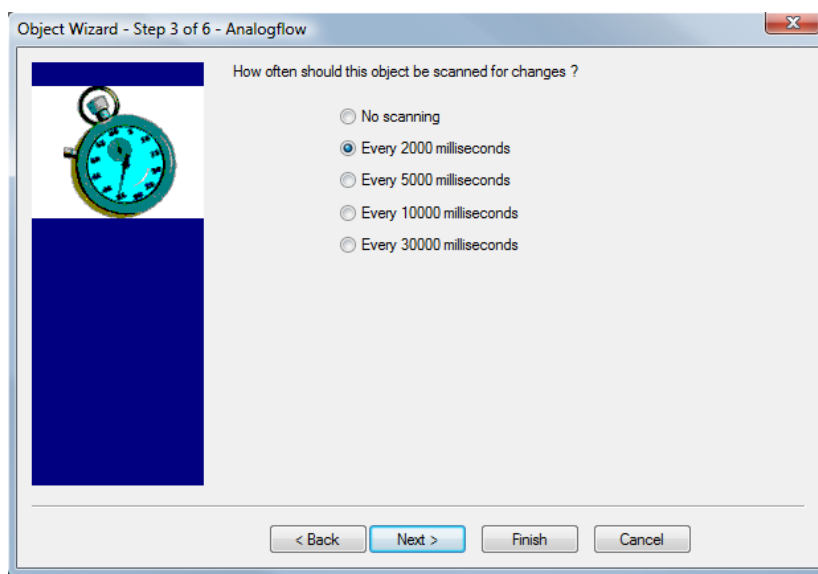 Object Wizard - Step 3 of 6 - Analogflow
How often should this object be scanned for changes ?
No scanning
Every 2000 milliseconds
Every 5000 milliseconds
Every 10000 milliseconds
Every 30000 milliseconds
< Back
Next >
Finish
Cancel